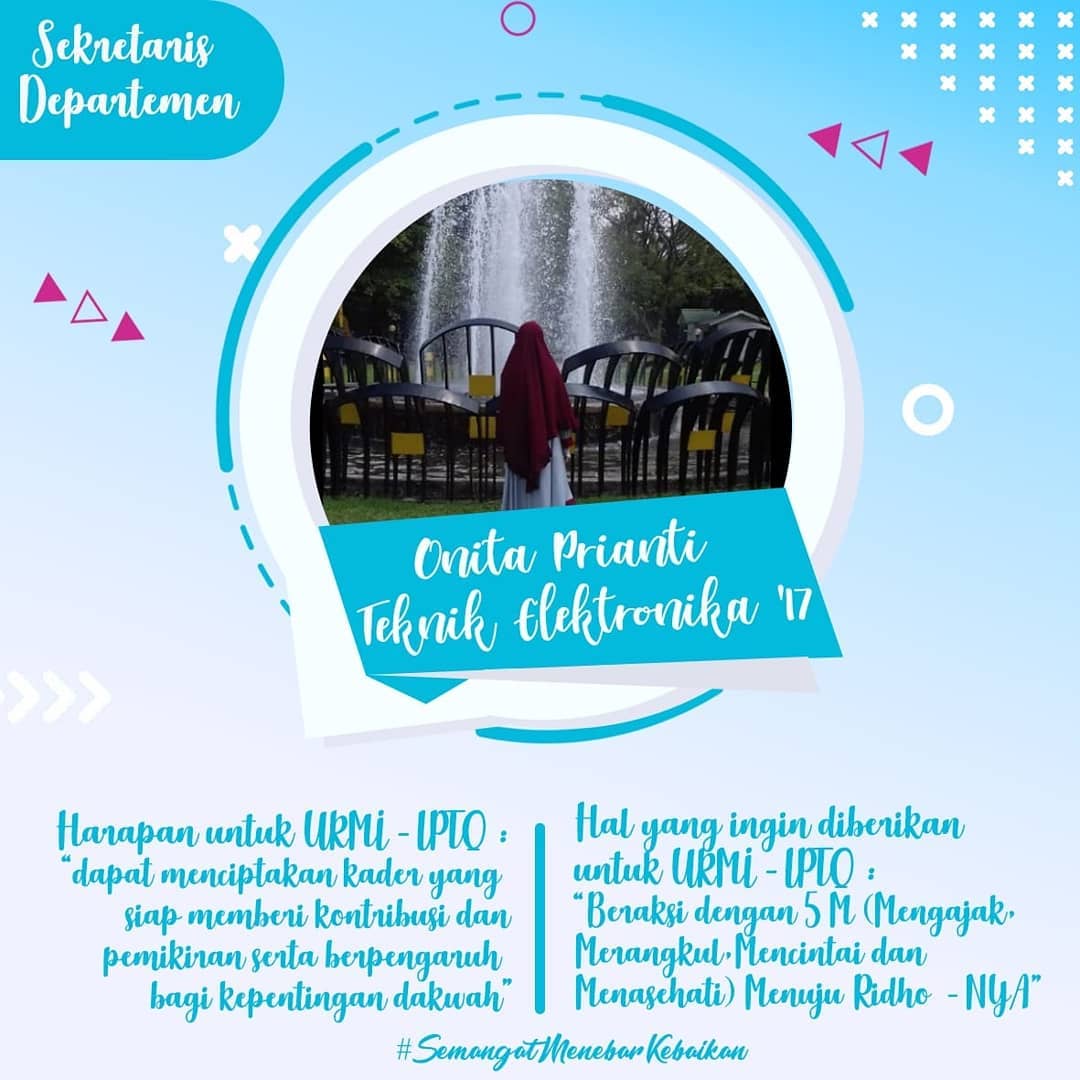 Sekretaris
Departemen
Onita Prianti
Teknik Elektronika '17
Harapan untuk URMI - LPTQ :
"dapat menciptakan kader yang
siap memberi kontribusi dan
pemikiran serta berpengaruh
bagi kepentingan dakwah"
Hal yang ingin diberikan
untuk URMI - LPTQ :
"Beraksi dengan 5 M (Mengajak,
Merangkul, Mencintai dan
Menasehati) Menuju Ridho - NYA"
#SemangatMenebarKebaikan